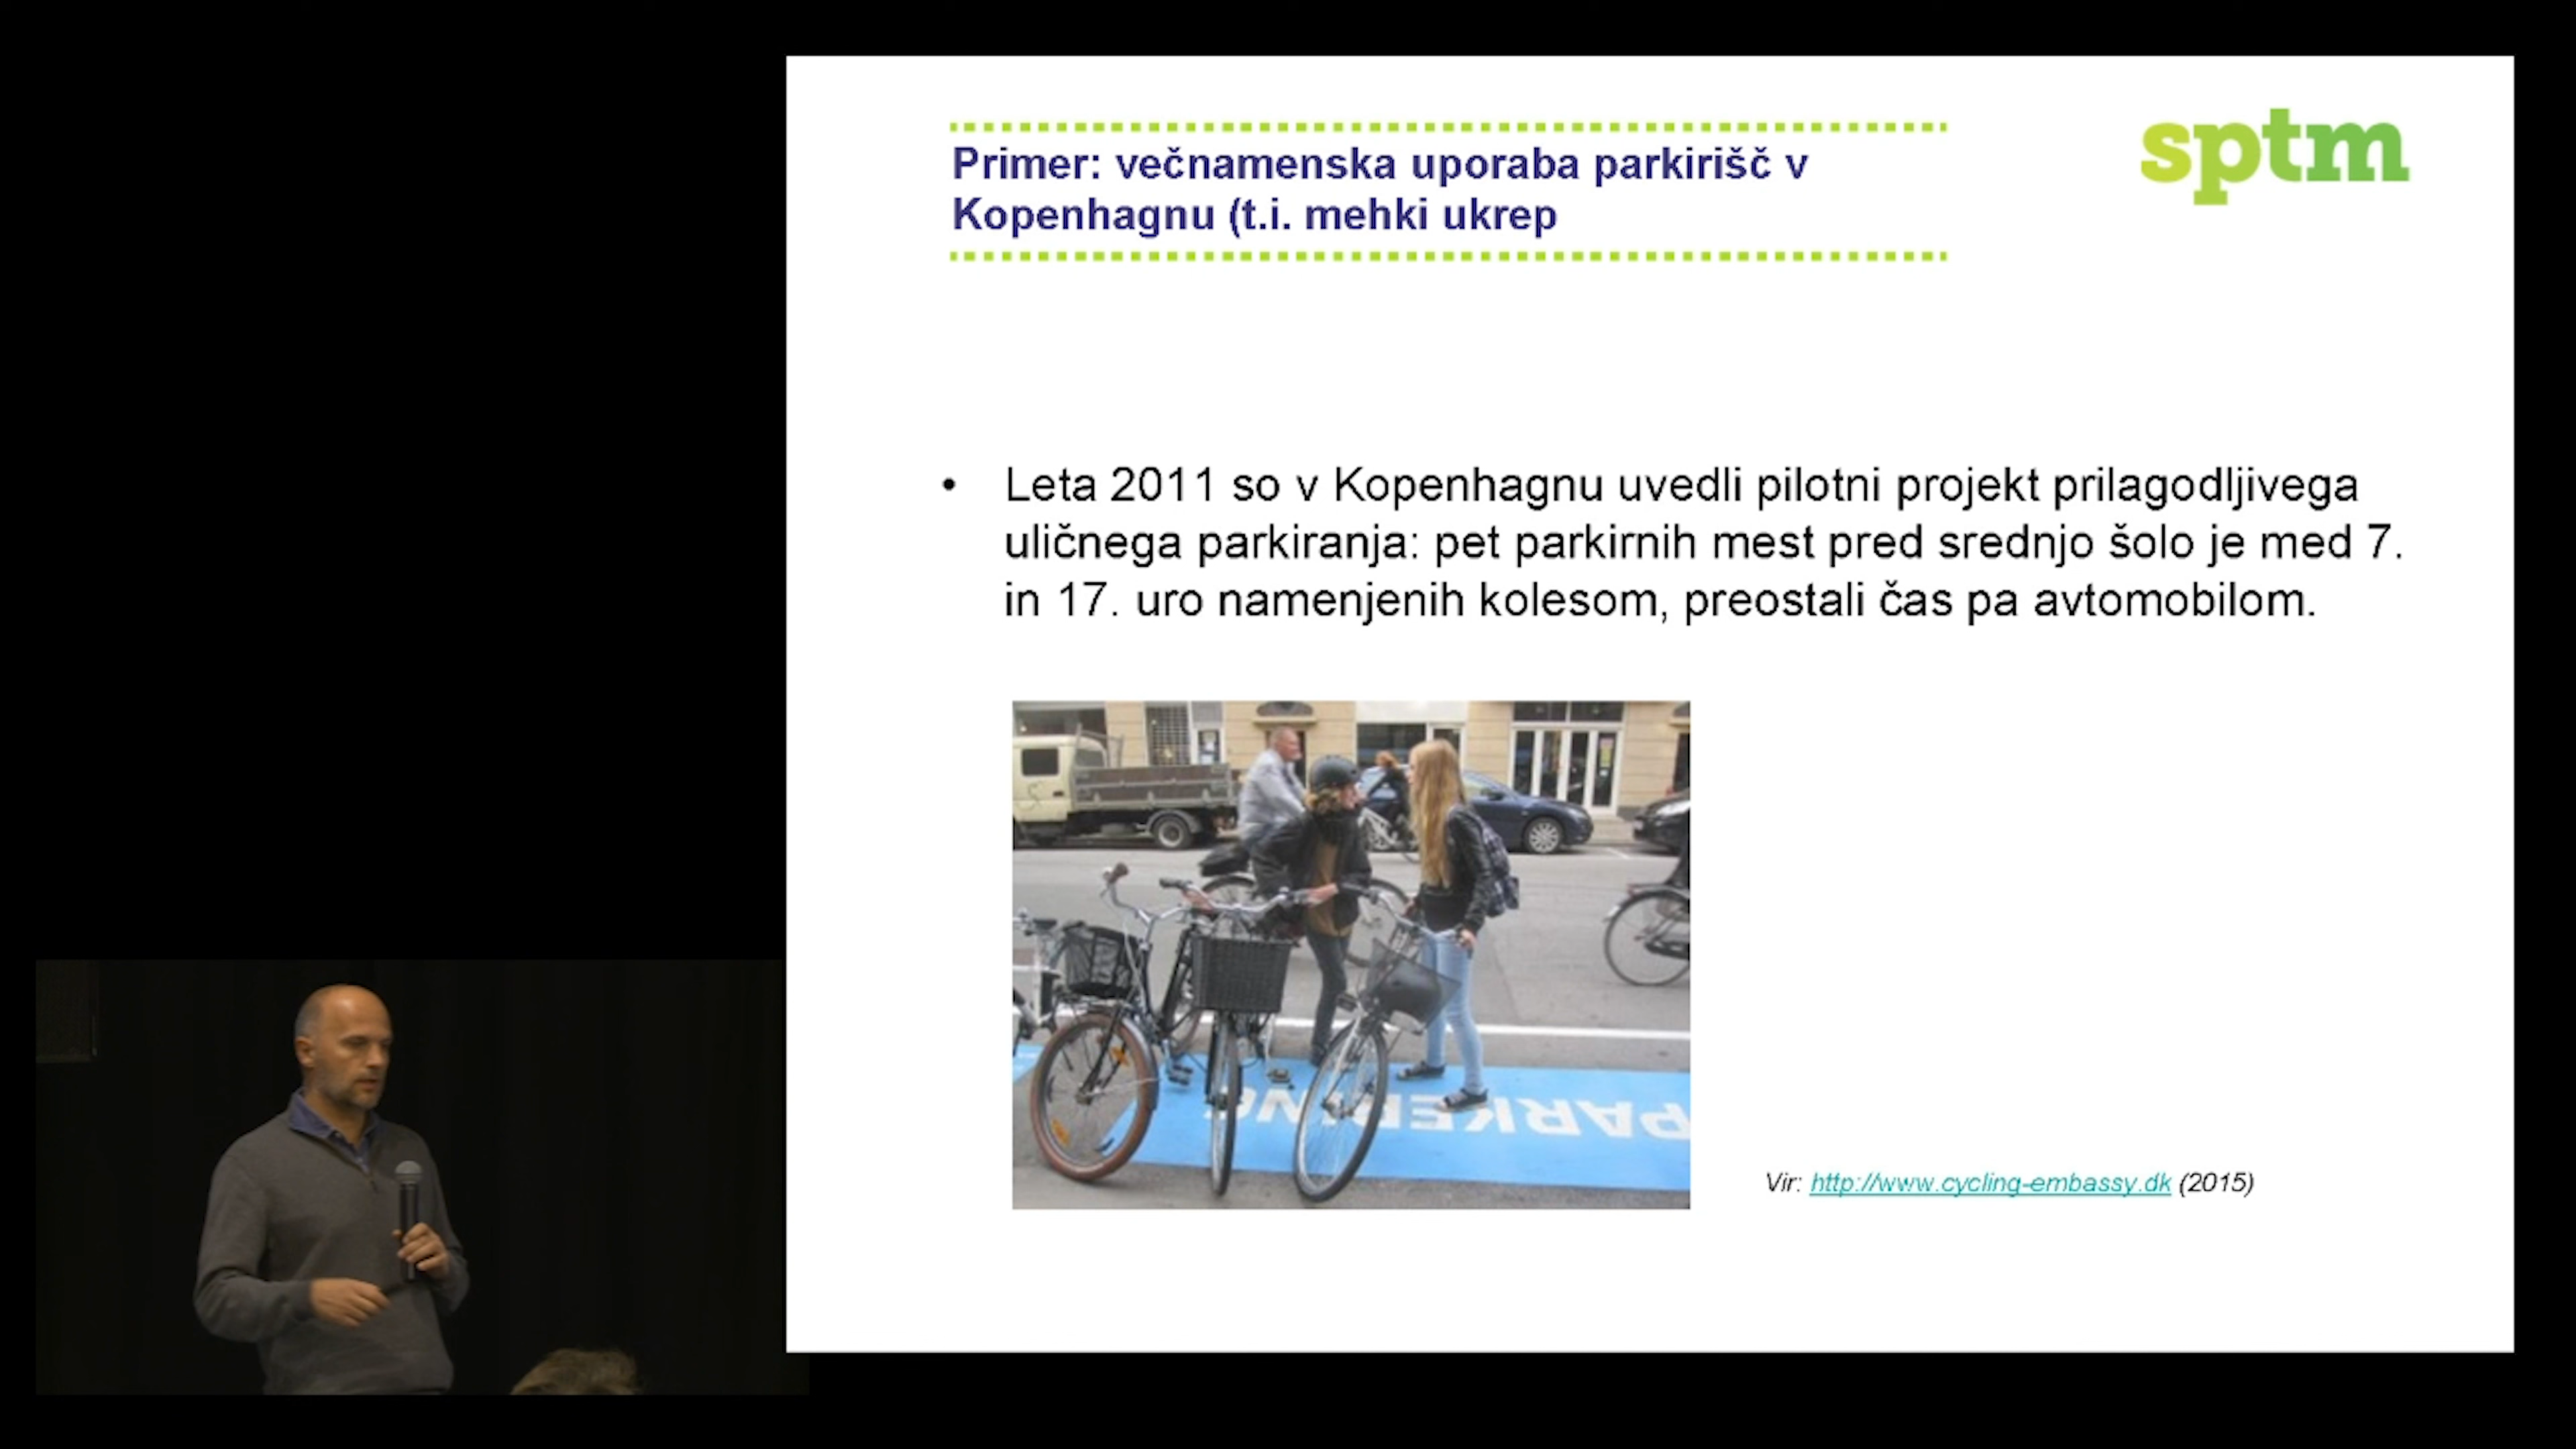 sptm
Primer: večnamenska uporaba parkirišč v
Kopenhagnu (t.i. mehki ukrep
• Leta 2011 so v Kopenhagnu uvedli pilotni projekt prilagodljivega
uličnega parkiranja: pet parkirnih mest pred srednjo šolo je med 7.
in 17. uro namenjenih kolesom, preostali čas pa avtomobilom.
PARKERING
Vir: http://www.cycling-embassy.dk (2015)